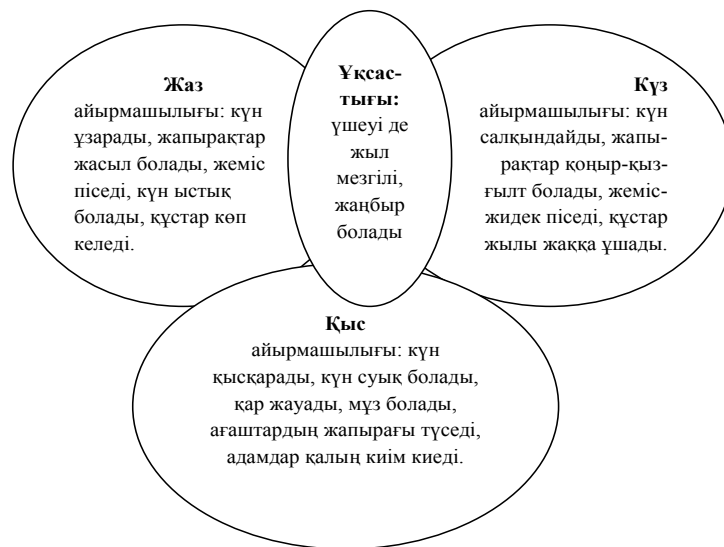 Жаз
айырмашылығы: күн
ұзарады, жапырақтар
жасыл болады, жеміс
піседі, күн ыстық
болады, құстар көп
келеді.
Ұқсас-
тығы:
үшеуі де
жыл
мезгілі,
жаңбыр
болады
Күз
айырмашылығы: күн
салқындайды, жапы-
рақтар қоңыр-қыз-
ғылт болады, жеміс-
жидек піседі, құстар
жылы жаққа ұшады.
Қыс
айырмашылығы: күн
қысқарады, күн суық болады,
қар жауады, мұз болады,
ағаштардың жапырағы түседі,
адамдар қалың киім киеді.